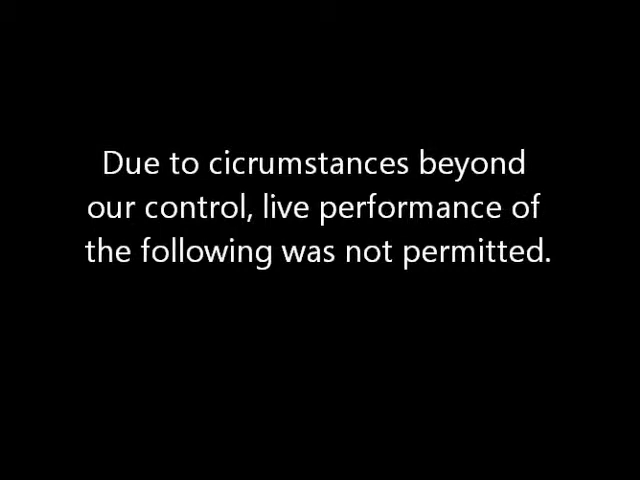 Due to cicrumstances beyond
our control, live performance of
the following was not permitted.